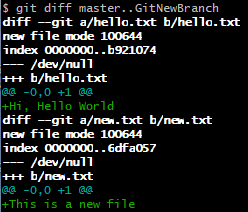 $ git diff master..GitNewBranch
diff --git a/hello.txt b/hello.txt
new file mode 100644
index 0000000..b921074
--- /dev/null
+++ b/hello.txt
@@ -0,0 +1 @@
+Hi, Hello World
diff --git a/new.txt b/new.txt
new file mode 100644
index 0000000..6dfa057
--- /dev/null
+++ b/new.txt
@@ -0,0 +1 @@
+This is a new file